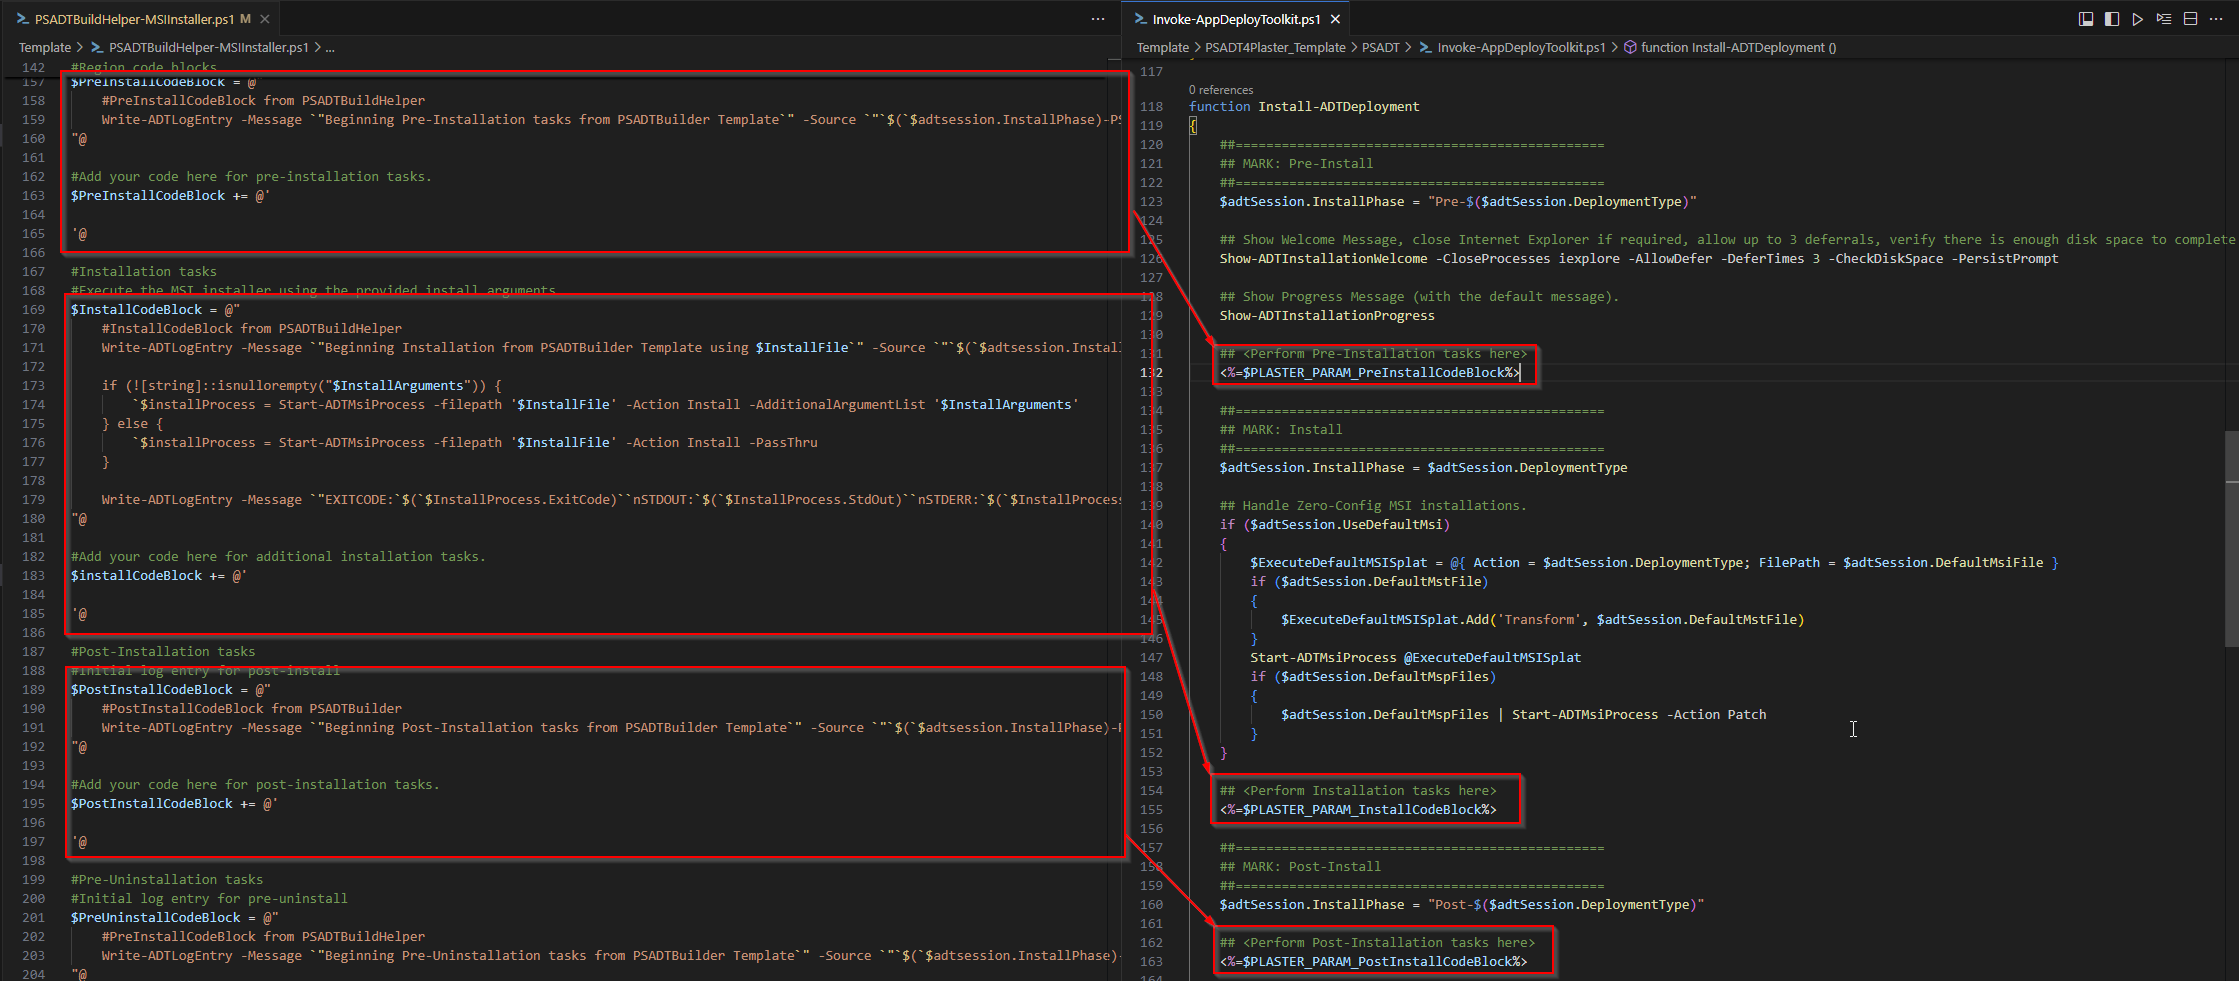 PSADTBuildHelper-MSIInstaller.ps1 M
Template > PSADTBuildHelper-MSIInstaller.ps1 > ...
142 #Region code blocks
157 $PreInstallCodeBlock = @"
158 #PreInstallCodeBlock from PSADTBuildHelper
159 Write-ADTLogEntry -Message `"Beginning Pre-Installation tasks from PSADTBuilder Template`" -Source `"`$(`$adtsession.InstallPhase)-PS
160 "@
161
162 #Add your code here for pre-installation tasks.
163 $PreInstallCodeBlock += @'
164
165 '@
166
167 #Installation tasks
168 #Execute the MSI installer using the provided install arguments
169 $InstallCodeBlock = @"
170 #InstallCodeBlock from PSADTBuildHelper
171 Write-ADTLogEntry -Message `"Beginning Installation from PSADTBuilder Template using $InstallFile`" -Source `"`$(`$adtsession.Instal
172
173 if (![string]::isnullorempty("$InstallArguments")) {
174 `$installProcess = Start-ADTMsiProcess -filepath '$InstallFile' -Action Install -AdditionalArgumentList '$InstallArguments'
175 } else {
176 `$installProcess = Start-ADTMsiProcess -filepath '$InstallFile' -Action Install -PassThru
177 }
178
179 Write-ADTLogEntry -Message `"EXITCODE:`$(`$InstallProcess.ExitCode)``nSTDOUT:`$(`$InstallProcess.StdOut)``nSTDERR:`$(`$InstallProcess
180 "@
181
182 #Add your code here for additional installation tasks.
183 $installCodeBlock += @'
184
185 '@
186
187 #Post-Installation tasks
188 #Initial log entry for post-install
189 $PostInstallCodeBlock = @"
190 #PostInstallCodeBlock from PSADTBuilder
191 Write-ADTLogEntry -Message `"Beginning Post-Installation tasks from PSADTBuilder Template`" -Source `"`$(`$adtsession.InstallPhase)-P
192 "@
193
194 #Add your code here for post-installation tasks.
195 $PostInstallCodeBlock += @'
196
197 '@
198
199 #Pre-Uninstallation tasks
200 #Initial log entry for pre-uninstall
201 $PreUninstallCodeBlock = @"
202 #PreInstallCodeBlock from PSADTBuildHelper
203 Write-ADTLogEntry -Message `"Beginning Pre-Uninstallation tasks from PSADTBuilder Template`" -Source `"`$(`$adtsession.InstallPhase)-
204 "@
Invoke-AppDeployToolkit.ps1
Template > PSADT4Plaster_Template > PSADT > Invoke-AppDeployToolkit.ps1 > function Install-ADTDeployment ()
117
0 references
118 function Install-ADTDeployment
119 {
120 ##================================================
121 ## MARK: Pre-Install
122 ##================================================
123 $adtSession.InstallPhase = "Pre-$($adtSession.DeploymentType)"
124
125 ## Show Welcome Message, close Internet Explorer if required, allow up to 3 deferrals, verify there is enough disk space to complete
126 Show-ADTInstallationWelcome -CloseProcesses iexplore -AllowDefer -DeferTimes 3 -CheckDiskSpace -PersistPrompt
127
128 ## Show Progress Message (with the default message).
129 Show-ADTInstallationProgress
130
131 ## <Perform Pre-Installation tasks here>
132 <%=$PLASTER_PARAM_PreInstallCodeBlock%>
133
134 ##================================================
135 ## MARK: Install
136 ##================================================
137 $adtSession.InstallPhase = $adtSession.DeploymentType
138
139 ## Handle Zero-Config MSI installations.
140 if ($adtSession.UseDefaultMsi)
141 {
142 $ExecuteDefaultMSISplat = @{ Action = $adtSession.DeploymentType; FilePath = $adtSession.DefaultMsiFile }
143 if ($adtSession.DefaultMstFile)
144 {
145 $ExecuteDefaultMSISplat.Add('Transform', $adtSession.DefaultMstFile)
146 }
147 Start-ADTMsiProcess @ExecuteDefaultMSISplat
148 if ($adtSession.DefaultMspFiles)
149 {
150 $adtSession.DefaultMspFiles | Start-ADTMsiProcess -Action Patch
151 }
152 }
153
154 ## <Perform Installation tasks here>
155 <%=$PLASTER_PARAM_InstallCodeBlock%>
156
157 ##================================================
158 ## MARK: Post-Install
159 ##================================================
160 $adtSession.InstallPhase = "Post-$($adtSession.DeploymentType)"
161
162 ## <Perform Post-Installation tasks here>
163 <%=$PLASTER_PARAM_PostInstallCodeBlock%>
164